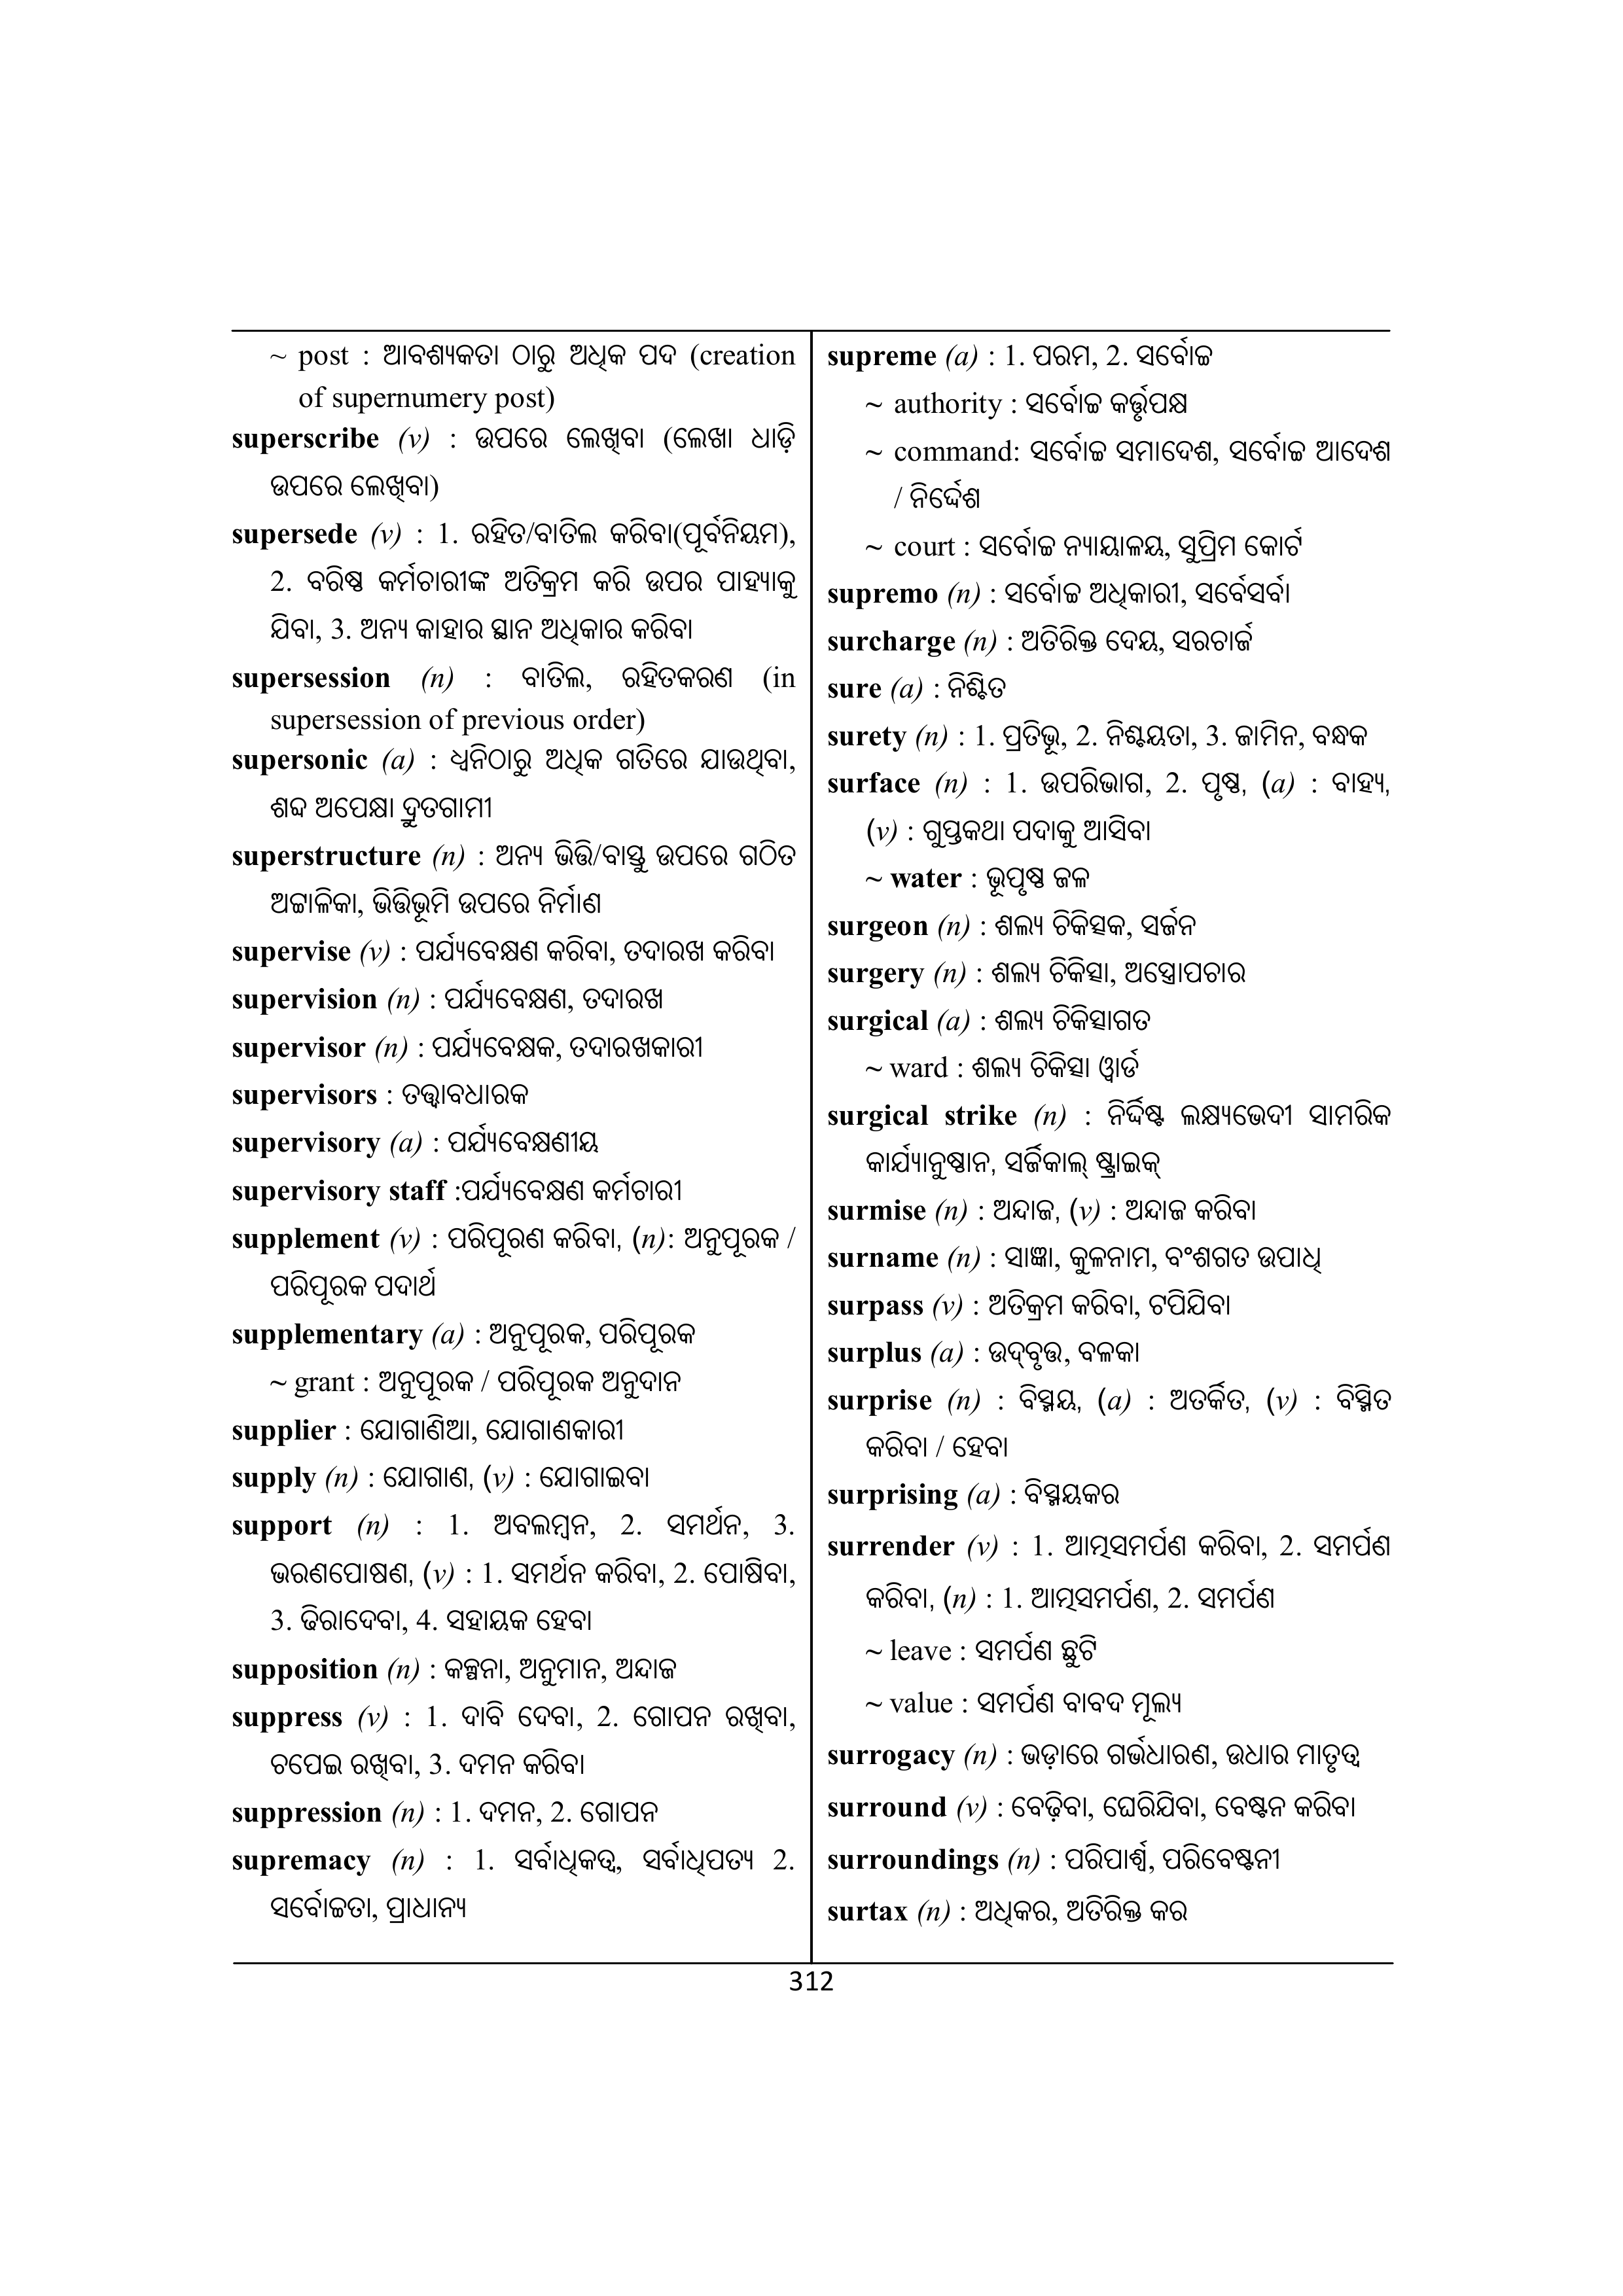 ~ post : ଆବଶ୍ୟକତା ଠାରୁ ଅଧିକ ପଦ (creation
of supernumery post)
superscribe (v) : ଉପରେ ଲେଖିବା (ଲେଖା ଧାଡ଼ି
ଉପରେ ଲେଖିବା)
supersede (v) : 1. ରହିତ/ବାତିଲ କରିବା(ପୂର୍ବନିୟମ),
2. ବରିଷ୍ଠ କର୍ମଚାରୀଙ୍କ ଅତିକ୍ରମ କରି ଉପର ପାହ୍ୟାକୁ
ଯିବା, 3. ଅନ୍ୟ କାହାର ସ୍ଥାନ ଅଧିକାର କରିବା
supersession (n) : ବାତିଲ, ରହିତକରଣ (in
supersession of previous order)
supersonic (a) : ଧ୍ୱନିଠାରୁ ଅଧିକ ଗତିରେ ଯାଉଥିବା,
ଶବ୍ଦ ଅପେକ୍ଷା ଦ୍ରୁତଗାମୀ
superstructure (n) : ଅନ୍ୟ ଭିତ୍ତି/ବାସ୍ତୁ ଉପରେ ଗଠିତ
ଅଟ୍ଟାଳିକା, ଭିତ୍ତିଭୂମି ଉପରେ ନିର୍ମାଣ
supervise (v) : ପର୍ଯ୍ୟବେକ୍ଷଣ କରିବା, ତଦାରଖ କରିବା
supervision (n) : ପର୍ଯ୍ୟବେକ୍ଷଣ, ତଦାରଖ
supervisor (n) : ପର୍ଯ୍ୟବେକ୍ଷକ, ତଦାରଖକାରୀ
supervisors : ତତ୍ତ୍ୱାବଧାରକ
supervisory (a) : ପର୍ଯ୍ୟବେକ୍ଷଣୀୟ
supervisory staff :ପର୍ଯ୍ୟବେକ୍ଷଣ କର୍ମଚାରୀ
supplement (v) : ପରିପୂରଣ କରିବା, (n): ଅନୁପୂରକ /
ପରିପୂରକ ପଦାର୍ଥ
supplementary (a) : ଅନୁପୂରକ, ପରିପୂରକ
~ grant : ଅନୁପୂରକ / ପରିପୂରକ ଅନୁଦାନ
supplier : ଯୋଗାଣିଆ, ଯୋଗାଣକାରୀ
supply (n) : ଯୋଗାଣ, (v) : ଯୋଗାଇବା
support (n) : 1. ଅବଲମ୍ବନ, 2. ସମର୍ଥନ, 3.
ଭରଣପୋଷଣ, (v) : 1. ସମର୍ଥନ କରିବା, 2. ପୋଷିବା,
3. ଢିରାଦେବା, 4. ସହାୟକ ହେବା
supposition (n) : କଳ୍ପନା, ଅନୁମାନ, ଅନ୍ଦାଜ
suppress (v) : 1. ଦାବି ଦେବା, 2. ଗୋପନ ରଖିବା,
ଚପେଇ ରଖିବା, 3. ଦମନ କରିବା
suppression (n) : 1. ଦମନ, 2. ଗୋପନ
supremacy (n) : 1. ସର୍ବାଧିକତ୍ୱ, ସର୍ବାଧିପତ୍ୟ 2.
ସର୍ବୋଚ୍ଚତା, ପ୍ରାଧାନ୍ୟ
supreme (a) : 1. ପରମ, 2. ସର୍ବୋଚ୍ଚ
~ authority : ସର୍ବୋଚ୍ଚ କର୍ତ୍ତୃପକ୍ଷ
~ command: ସର୍ବୋଚ୍ଚ ସମାଦେଶ, ସର୍ବୋଚ୍ଚ ଆଦେଶ
/ ନିର୍ଦ୍ଦେଶ
~ court : ସର୍ବୋଚ୍ଚ ନ୍ୟାୟାଳୟ, ସୁପ୍ରିମ କୋର୍ଟ
supremo (n) : ସର୍ବୋଚ୍ଚ ଅଧିକାରୀ, ସର୍ବେସର୍ବା
surcharge (n) : ଅତିରିକ୍ତ ଦେୟ, ସରଚାର୍ଜ
sure (a) : ନିଶ୍ଚିତ
surety (n) : 1. ପ୍ରତିଭୂ, 2. ନିଶ୍ଚୟତା, 3. ଜାମିନ, ବନ୍ଧକ
surface (n) : 1. ଉପରିଭାଗ, 2. ପୃଷ୍ଠ, (a) : ବାହ୍ୟ,
(v) : ଗୁପ୍ତକଥା ପଦାକୁ ଆସିବା
~ water : ଭୂପୃଷ୍ଠ ଜଳ
surgeon (n) : ଶଲ୍ୟ ଚିକିତ୍ସକ, ସର୍ଜନ
surgery (n) : ଶଲ୍ୟ ଚିକିତ୍ସା, ଅସ୍ତ୍ରୋପଚାର
surgical (a) : ଶଲ୍ୟ ଚିକିତ୍ସାଗତ
~ ward : ଶଲ୍ୟ ଚିକିତ୍ସା ୱାର୍ଡ
surgical strike (n) : ନିର୍ଦ୍ଦିଷ୍ଟ ଲକ୍ଷ୍ୟଭେଦୀ ସାମରିକ
କାର୍ଯ୍ୟାନୁଷ୍ଠାନ, ସର୍ଜିକାଲ୍ ଷ୍ଟ୍ରାଇକ୍
surmise (n) : ଅନ୍ଦାଜ, (v) : ଅନ୍ଦାଜ କରିବା
surname (n) : ସାଜ୍ଞା, କୁଳନାମ, ବଂଶଗତ ଉପାଧି
surpass (v) : ଅତିକ୍ରମ କରିବା, ଟପିଯିବା
surplus (a) : ଉଦ୍‌ବୃତ୍ତ, ବଳକା
surprise (n) : ବିସ୍ମୟ, (a) : ଅତର୍କିତ, (v) : ବିସ୍ମିତ
କରିବା / ହେବା
surprising (a) : ବିସ୍ମୟକର
surrender (v) : 1. ଆତ୍ମସମର୍ପଣ କରିବା, 2. ସମର୍ପଣ
କରିବା, (n) : 1. ଆତ୍ମସମର୍ପଣ, 2. ସମର୍ପଣ
~ leave : ସମର୍ପଣ ଛୁଟି
~ value : ସମର୍ପଣ ବାବଦ ମୂଲ୍ୟ
surrogacy (n) : ଭଡ଼ାରେ ଗର୍ଭଧାରଣ, ଉଧାର ମାତୃତ୍ୱ
surround (v) : ବେଢ଼ିବା, ଘେରିଯିବା, ବେଷ୍ଟନ କରିବା
surroundings (n) : ପରିପାର୍ଶ୍ୱ, ପରିବେଷ୍ଟନୀ
surtax (n) : ଅଧିକର, ଅତିରିକ୍ତ କର
312